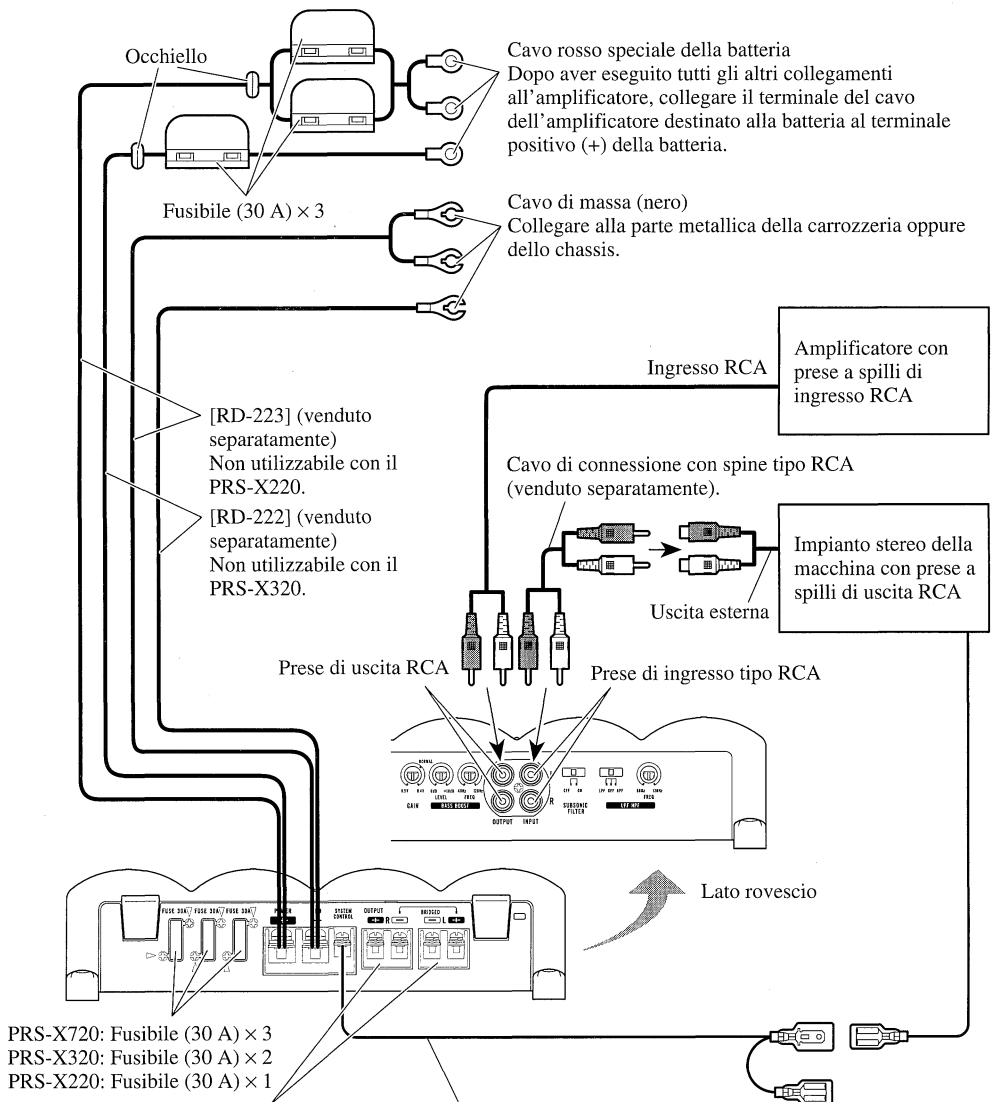 Occhiello
Cavo rosso speciale della batteria
Dopo aver eseguito tutti gli altri collegamenti
all'amplificatore, collegare il terminale del cavo
dell'amplificatore destinato alla batteria al terminale
positivo (+) della batteria.
Fusibile (30 A) × 3
Cavo di massa (nero)
Collegare alla parte metallica della carrozzeria oppure
dello chassis.
Ingresso RCA
Amplificatore con
prese a spilli di
ingresso RCA
[RD-223] (venduto
separatamente)
Non utilizzabile con il
PRS-X220.
[RD-222] (venduto
separatamente)
Non utilizzabile con il
PRS-X320.
Cavo di connessione con spine tipo RCA
(venduto separatamente).
Impianto stereo della
macchina con prese a
spilli di uscita RCA
Uscita esterna
Prese di uscita RCA
Prese di ingresso tipo RCA
NORMAL
GAIN
LEVEL FREQ
BASS BOOST
OUTPUT INPUT
R
OFF ON
SUBSONIC
FILTER
LPF OFF HPF
FREQ
LPF HPF
Lato rovescio
FUSE 30A FUSE 30A FUSE 30A
POWER
SYSTEM
CONTROL
OUTPUT
R
BRIDGED
L
PRS-X720: Fusibile (30 A) × 3
PRS-X320: Fusibile (30 A) × 2
PRS-X220: Fusibile (30 A) × 1